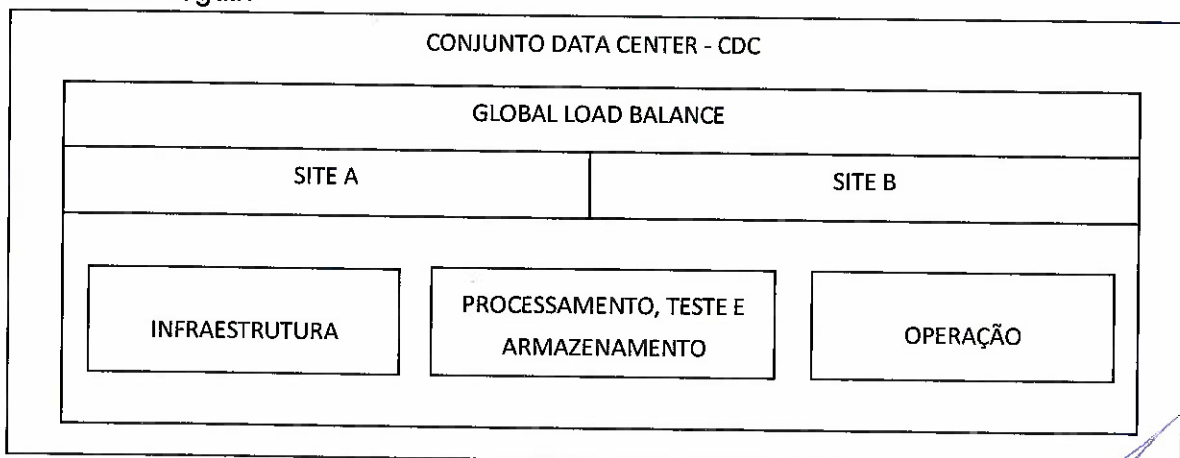 CONJUNTO DATA CENTER - CDC
GLOBAL LOAD BALANCE
SITE A
SITE B
INFRAESTRUTURA
PROCESSAMENTO, TESTE E
ARMAZENAMENTO
OPERAÇÃO